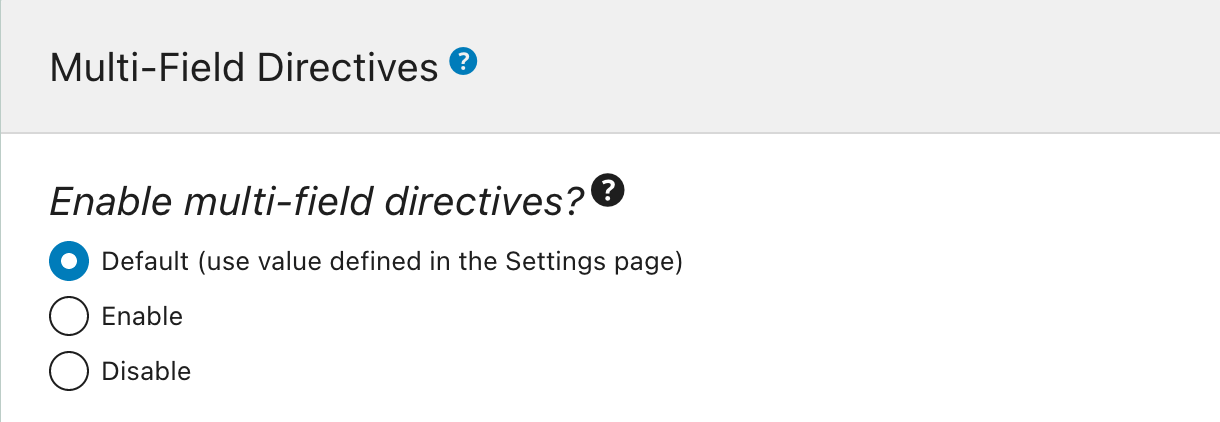 Multi-Field Directives ?
Enable multi-field directives? ?
Default (use value defined in the Settings page)
Enable
Disable